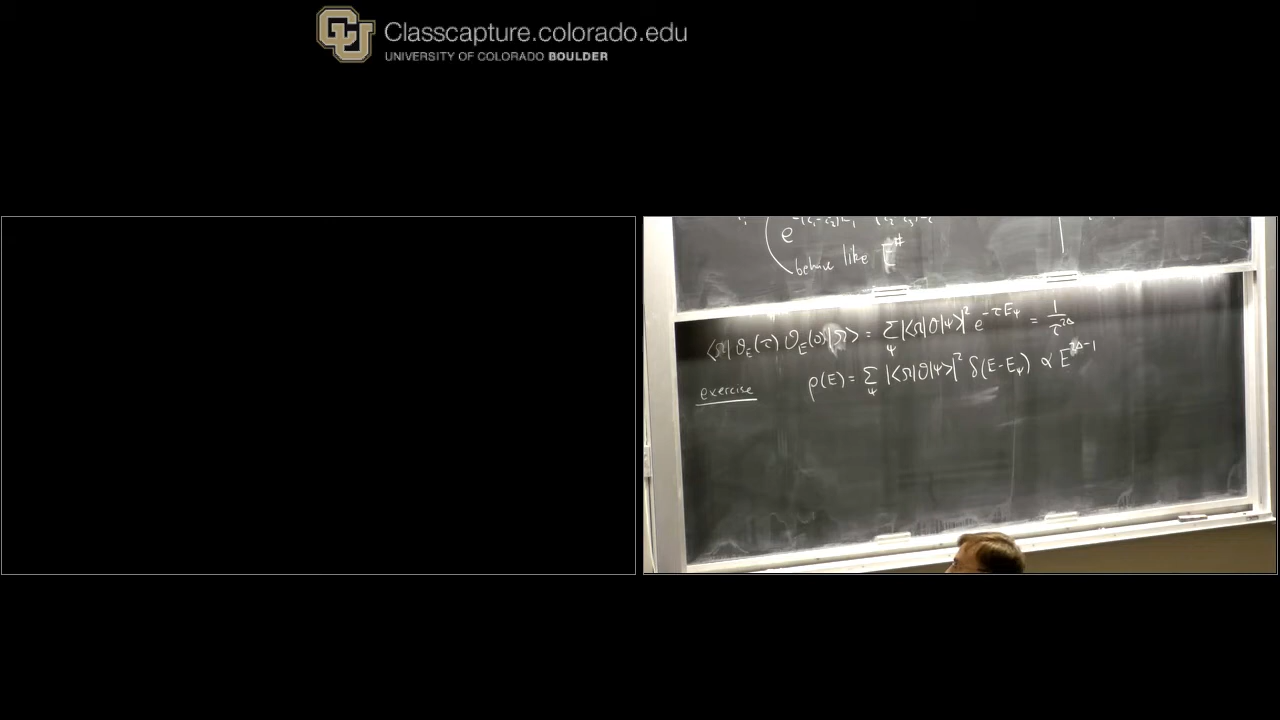 Classcapture.colorado.edu
UNIVERSITY OF COLORADO BOULDER
e
behave like E^#
⟨Ω|O_E(τ) O_E(0)|Ω⟩ = Σ_ψ |⟨Ω|O|ψ⟩|² e^{-τE_ψ} = 1/τ^{2Δ}
exercise ρ(E) = Σ_ψ |⟨Ω|O|ψ⟩|² δ(E-E_ψ) ∝ E^{2Δ-1}